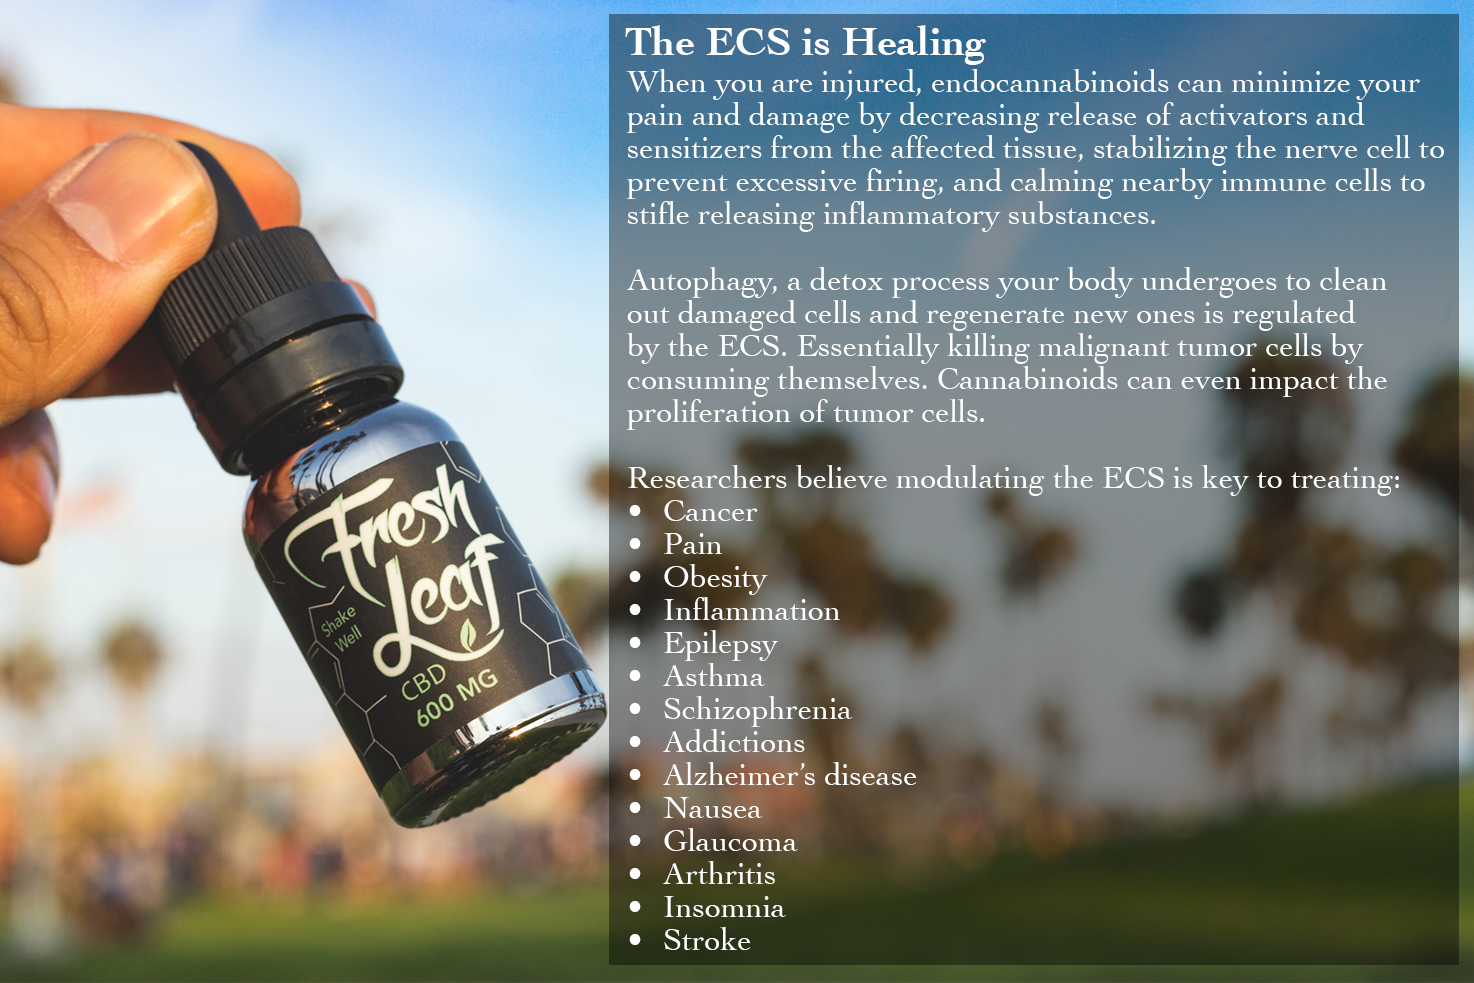 The ECS is Healing
When you are injured, endocannabinoids can minimize your
pain and damage by decreasing release of activators and
sensitizers from the affected tissue, stabilizing the nerve cell to
prevent excessive firing, and calming nearby immune cells to
stifle releasing inflammatory substances.
Autophagy, a detox process your body undergoes to clean
out damaged cells and regenerate new ones is regulated
by the ECS. Essentially killing malignant tumor cells by
consuming themselves. Cannabinoids can even impact the
proliferation of tumor cells.
Researchers believe modulating the ECS is key to treating:
• Cancer
• Pain
• Obesity
• Inflammation
• Epilepsy
• Asthma
• Schizophrenia
• Addictions
• Alzheimer’s disease
• Nausea
• Glaucoma
• Arthritis
• Insomnia
• Stroke
Fresh
Leaf
Shake
Well
CBD
600 MG